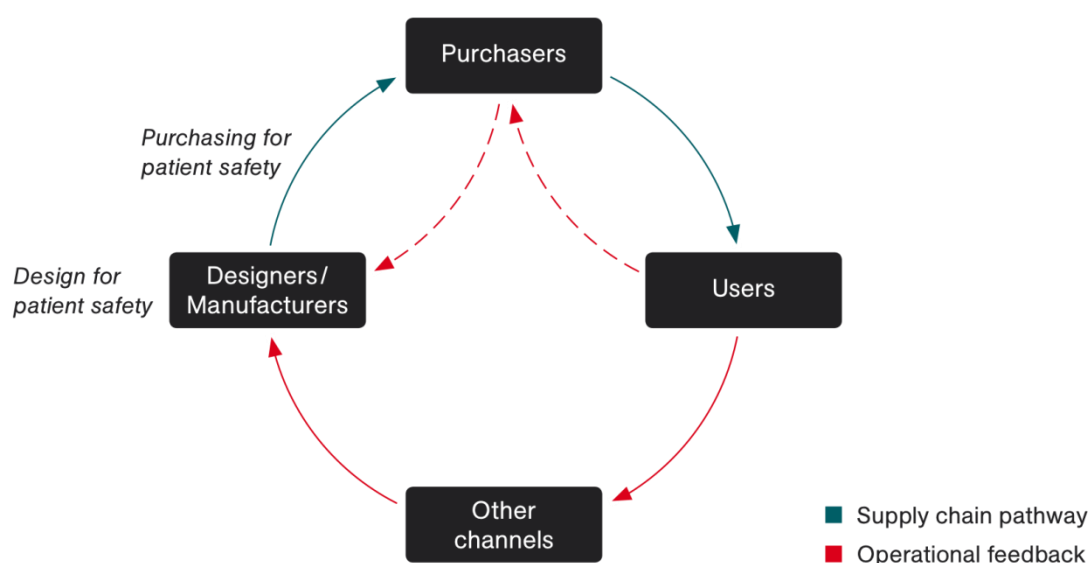 Purchasers
Purchasing for
patient safety
Design for
patient safety
Designers/
Manufacturers
Users
Other
channels
Supply chain pathway
Operational feedback